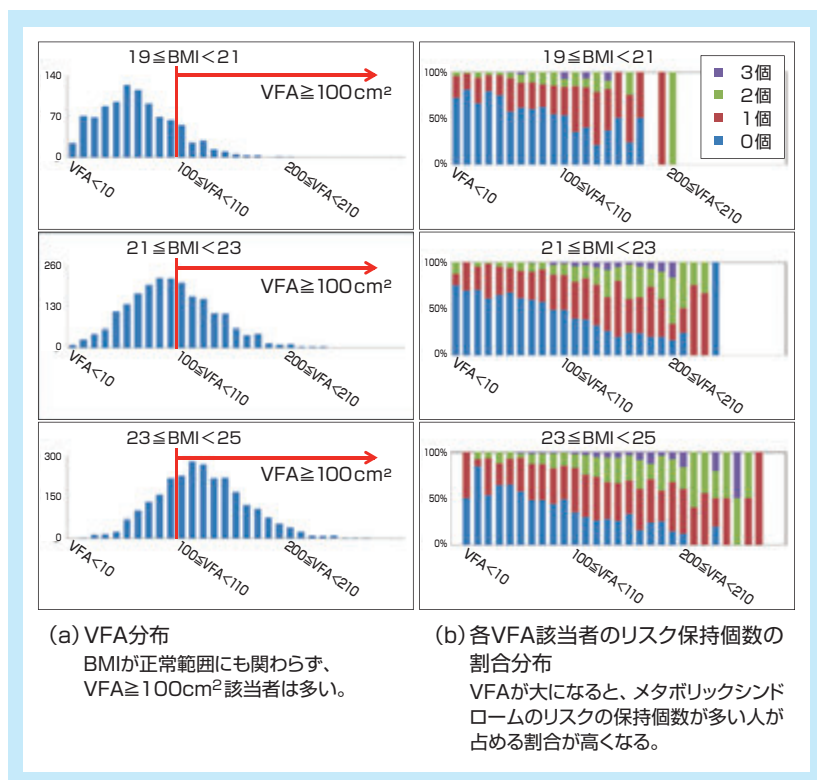 19≦BMI<21
140
70
0
VFA≧100cm²
VFA<10
100≦VFA<110
200≦VFA<210
19≦BMI<21
100%
50%
0%
3個
2個
1個
0個
VFA<10
100≦VFA<110
200≦VFA<210
21≦BMI<23
260
130
0
VFA≧100cm²
VFA<10
100≦VFA<110
200≦VFA<210
21≦BMI<23
100%
50%
0%
VFA<10
100≦VFA<110
200≦VFA<210
23≦BMI<25
300
150
0
VFA≧100cm²
VFA<10
100≦VFA<110
200≦VFA<210
23≦BMI<25
100%
50%
0%
VFA<10
100≦VFA<110
200≦VFA<210
(a)VFA分布
BMIが正常範囲にも関わらず、
VFA≧100cm²該当者は多い。
(b)各VFA該当者のリスク保持個数の
割合分布
VFAが大になると、メタボリックシンド
ロームのリスクの保持個数が多い人が
占める割合が高くなる。